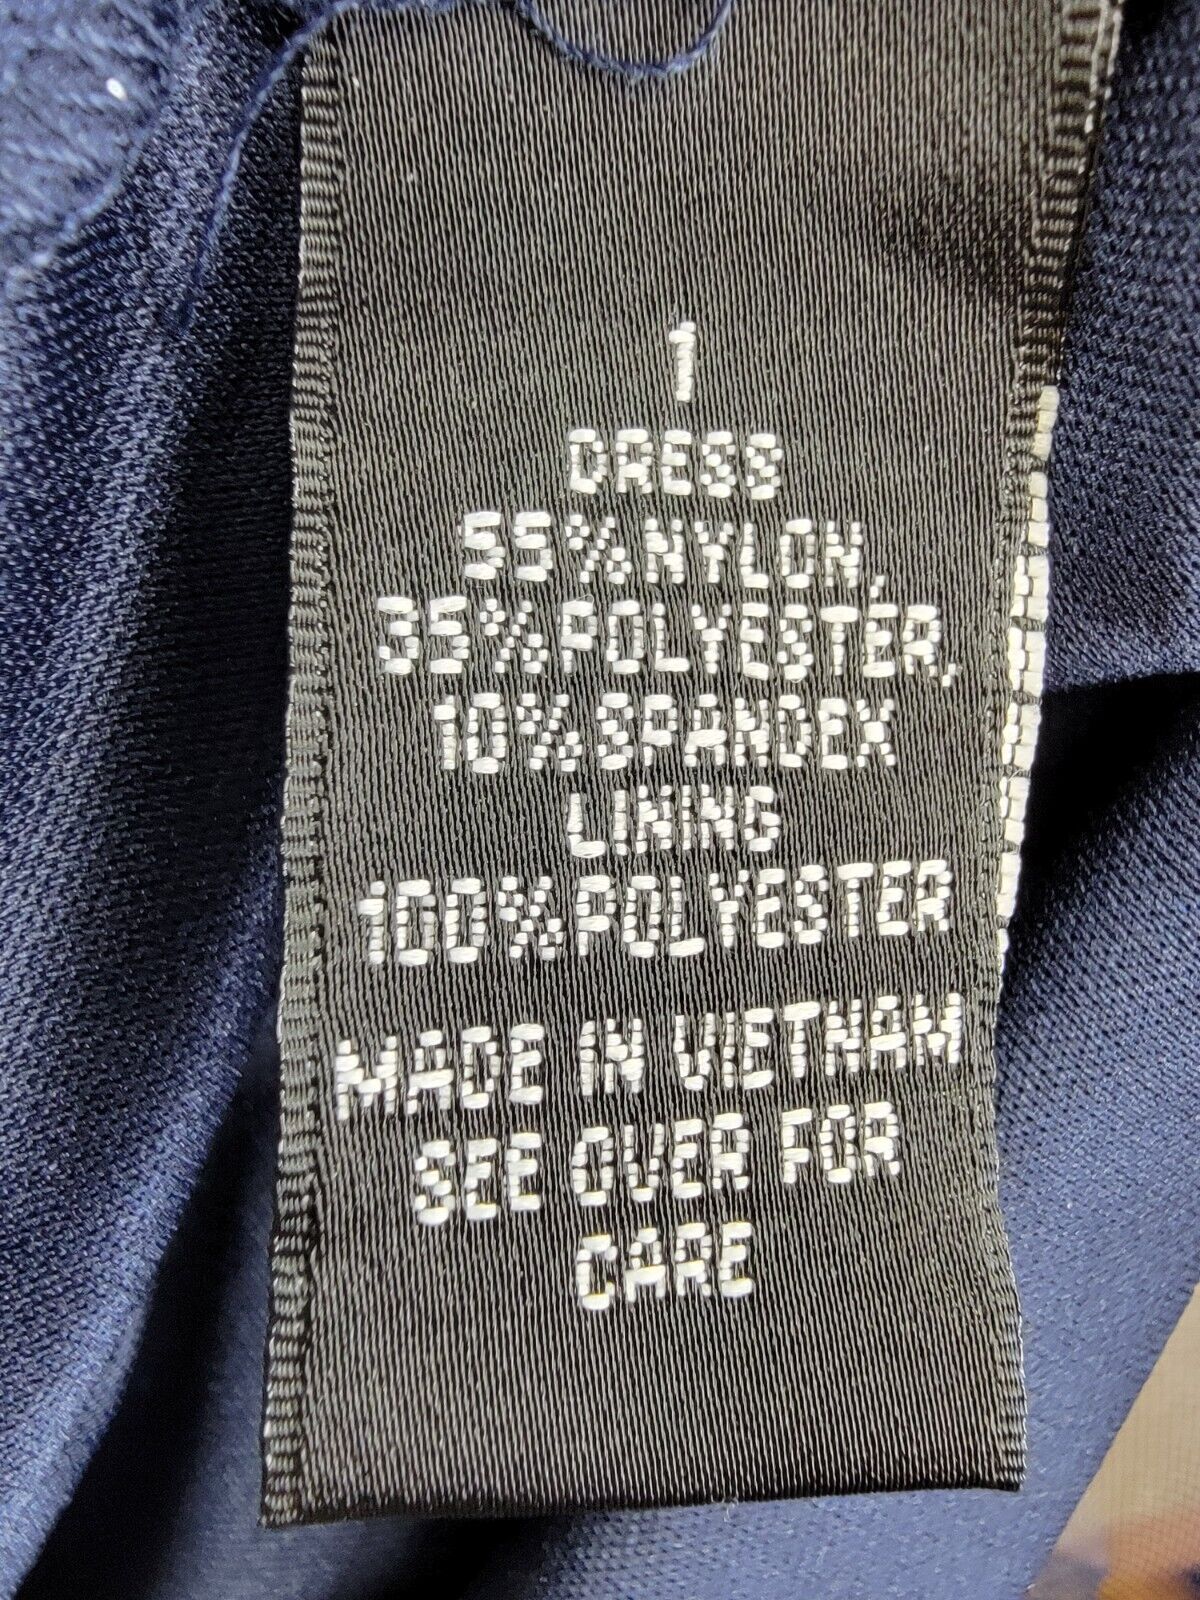 1
DRESS
55% NYLON,
35% POLYESTER,
10% SPANDEX
LINING
100% POLYESTER
MADE IN VIETNAM
SEE OVER FOR
CARE